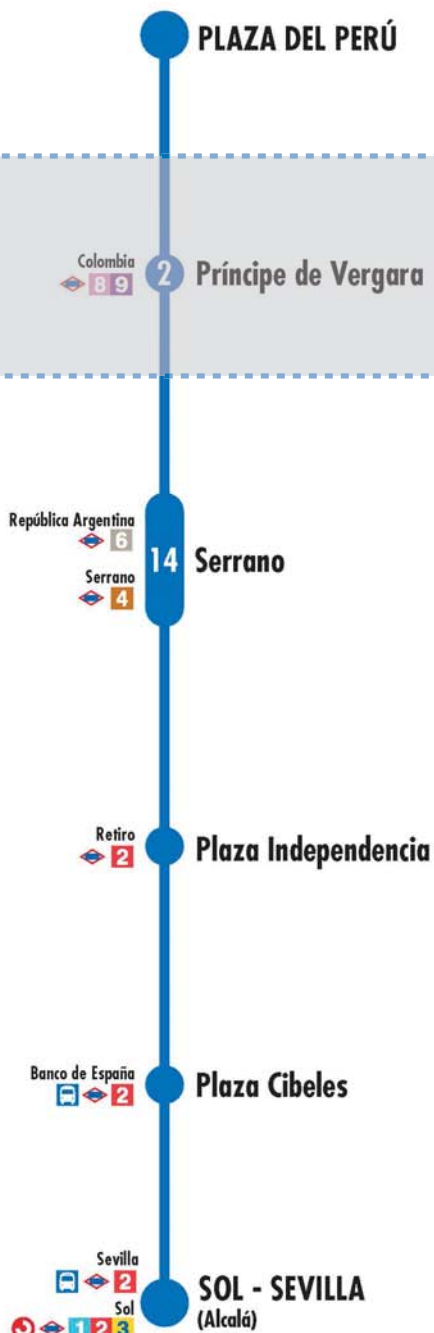 PLAZA DEL PERÚ
Colombia
8 9
2
Príncipe de Vergara
República Argentina
6
14
Serrano
Serrano
4
Retiro
2
Plaza Independencia
Banco de España
2
Plaza Cibeles
Sevilla
2
SOL - SEVILLA
Sol
(Alcalá)
1 2 3